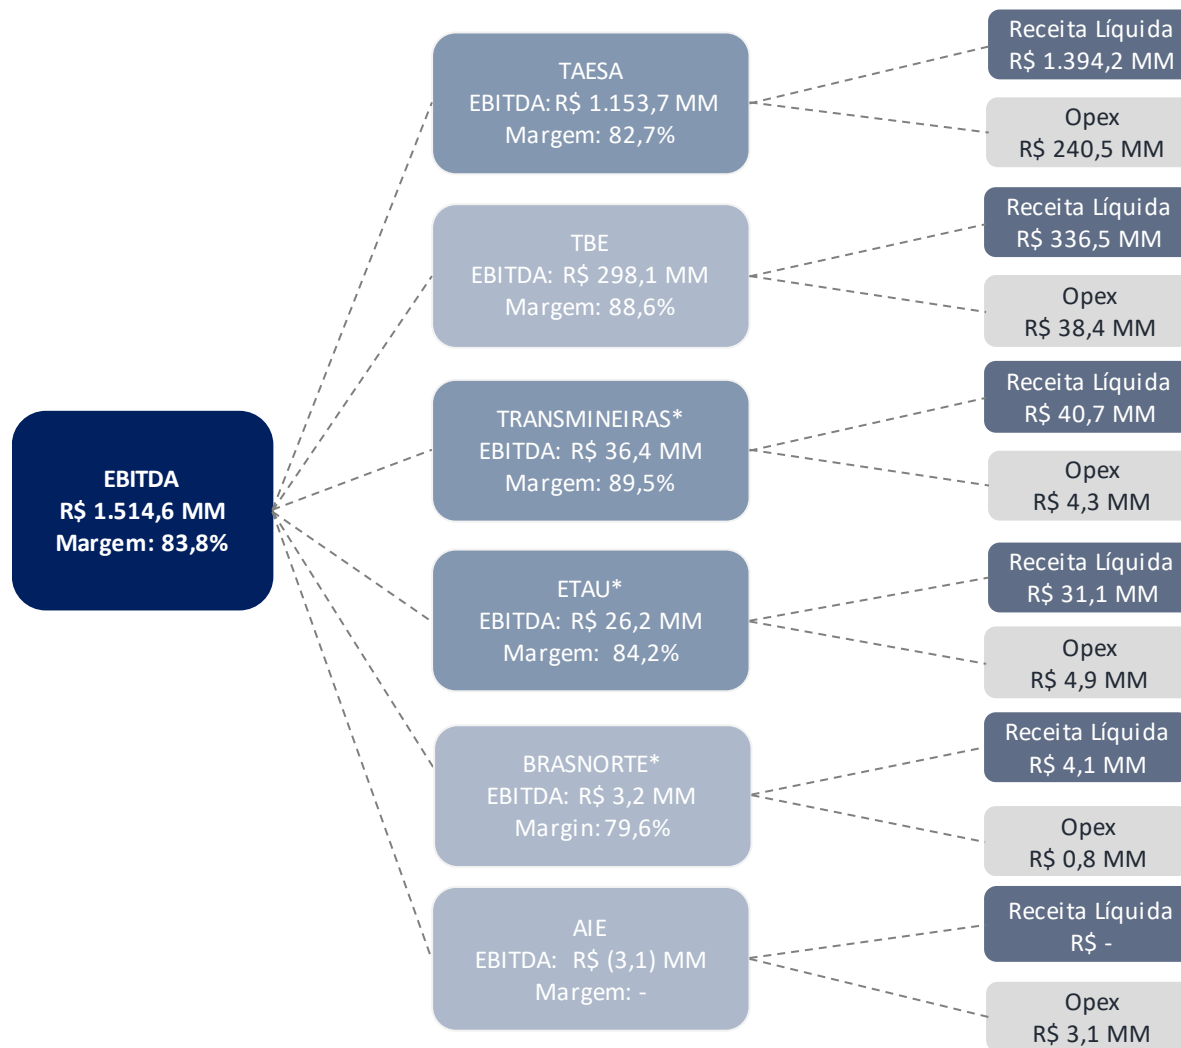 EBITDA
R$ 1.514,6 MM
Margem: 83,8%
TAESA
EBITDA: R$ 1.153,7 MM
Margem: 82,7%
Receita Líquida
R$ 1.394,2 MM
Opex
R$ 240,5 MM
TBE
EBITDA: R$ 298,1 MM
Margem: 88,6%
Receita Líquida
R$ 336,5 MM
Opex
R$ 38,4 MM
TRANSMINEIRAS*
EBITDA: R$ 36,4 MM
Margem: 89,5%
Receita Líquida
R$ 40,7 MM
Opex
R$ 4,3 MM
ETAU*
EBITDA: R$ 26,2 MM
Margem: 84,2%
Receita Líquida
R$ 31,1 MM
Opex
R$ 4,9 MM
BRASNORTE*
EBITDA: R$ 3,2 MM
Margin: 79,6%
Receita Líquida
R$ 4,1 MM
Opex
R$ 0,8 MM
AIE
EBITDA: R$ (3,1) MM
Margem: -
Receita Líquida
R$ -
Opex
R$ 3,1 MM